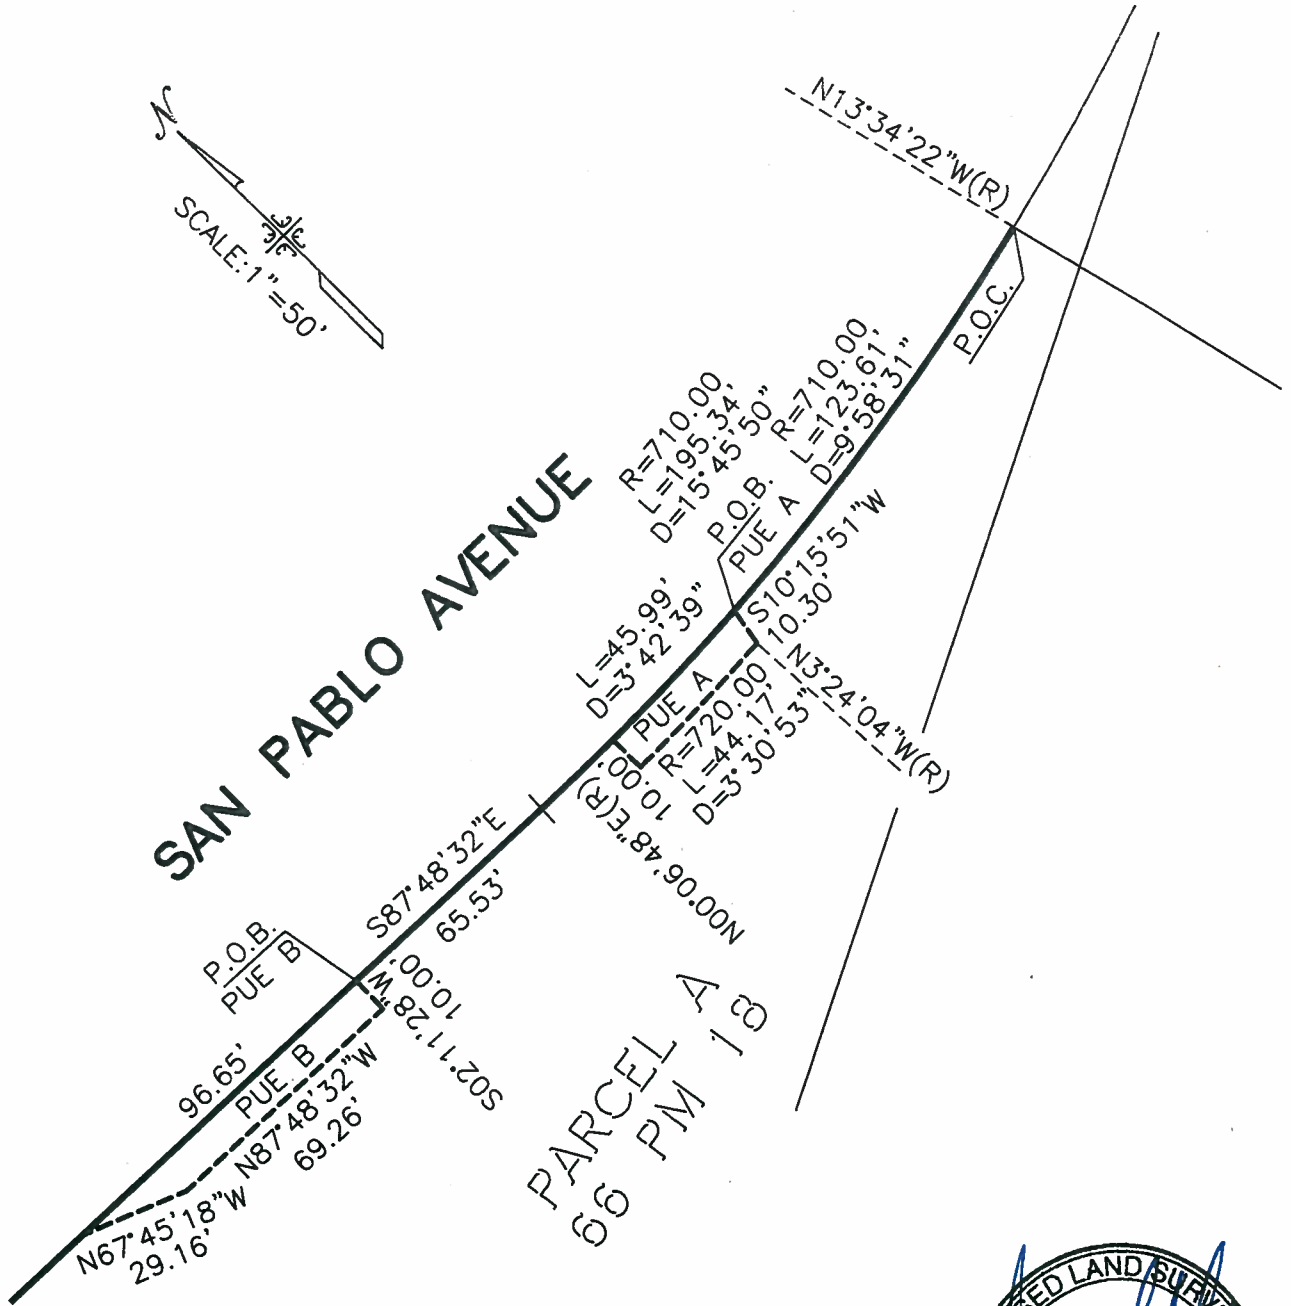 N
SCALE:1"=50'
N13°34'22"W(R)
P.O.C.
R=710.00'
L=123.61'
D=9°58'31"
R=710.00'
L=195.34'
D=15°45'50"
P.O.B.
PUE A
S10°15'51"W
10.30'
N3°24'04"W(R)
L=45.99'
D=3°42'39"
PUE A
R=720.00'
L=44.17'
D=3°30'53"
10.00'
N00°06'48"E(R)
SAN PABLO AVENUE
S87°48'32"E
65.53'
P.O.B.
PUE B
10.00'
S02°11'28"W
96.65'
PUE B
N87°48'32"W
69.26'
N67°45'18"W
29.16'
PARCEL A
66 PM 18
LAND